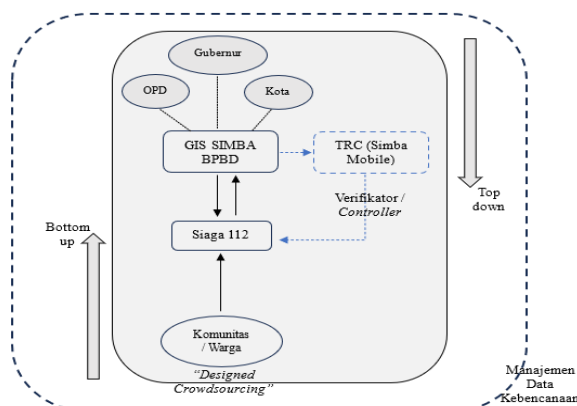 Gubernur
OPD
Kota
GIS SIMBA
BPBD
TRC (Simba
Mobile)
Verifikator /
Controller
Top
down
Bottom
up
Siaga 112
Komunitas
/ Warga
“Designed
Crowdsourcing”
Manajemen
Data
Kebencanaan